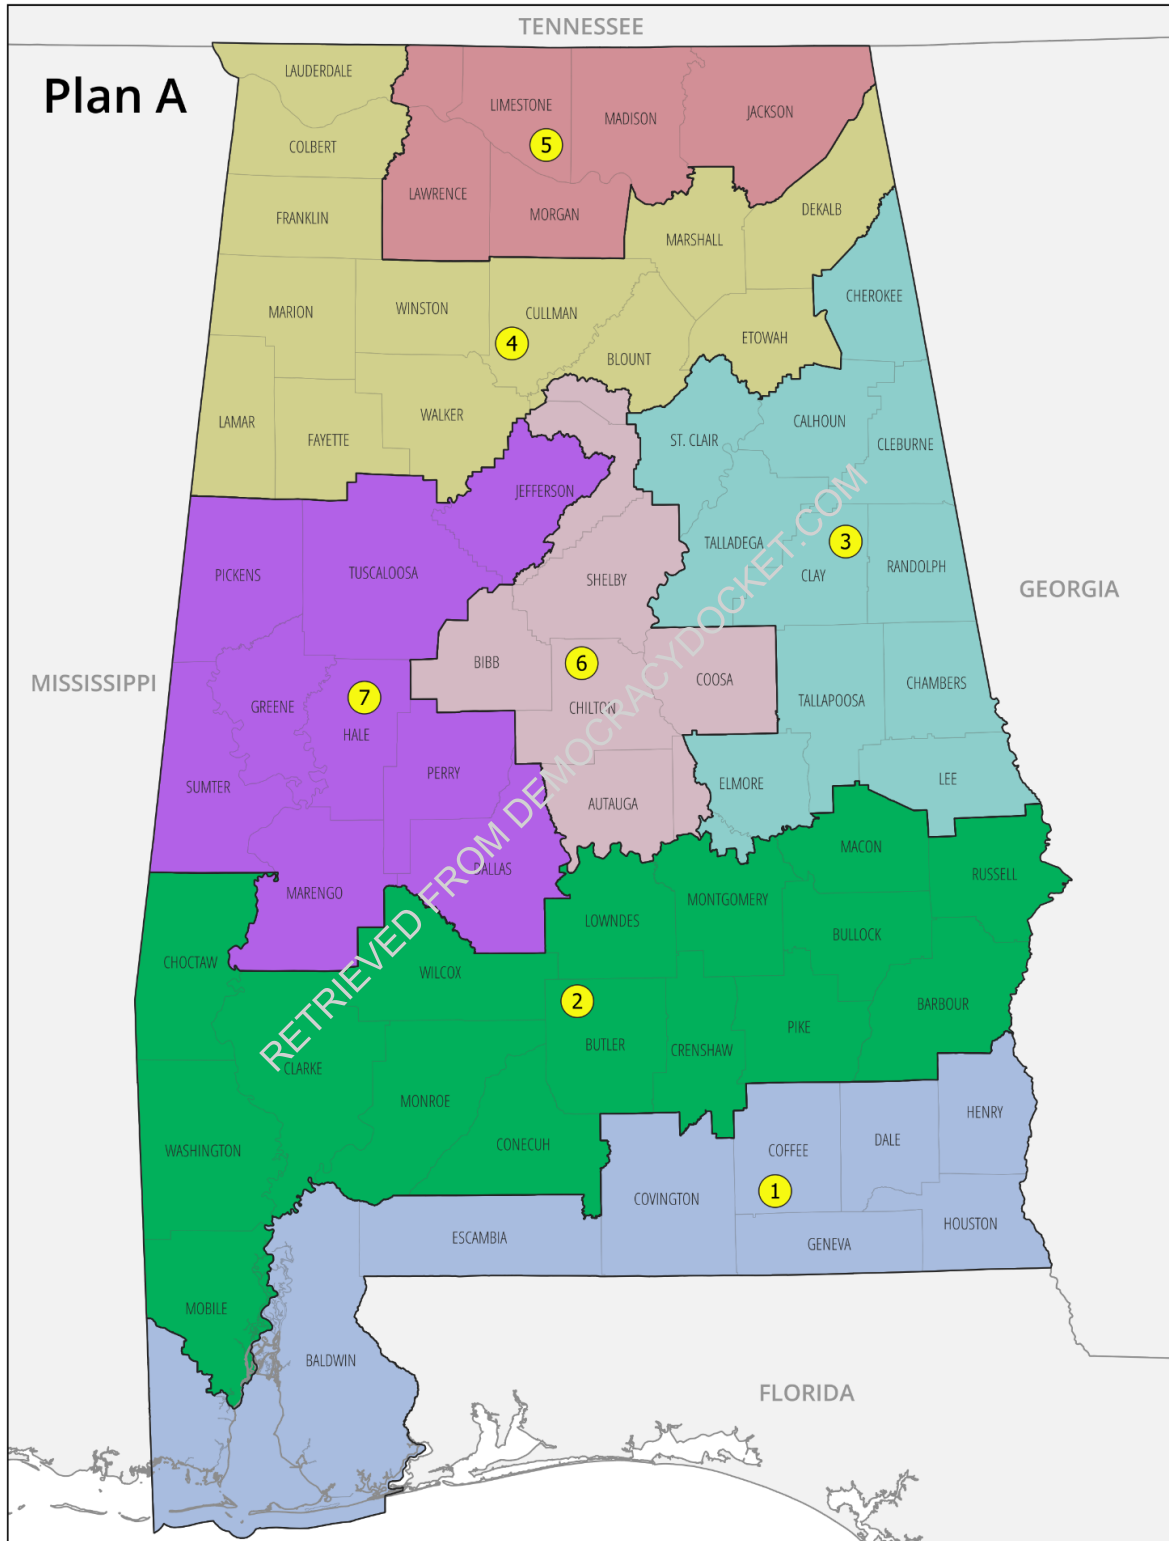 TENNESSEE
Plan A
LAUDERDALE
LIMESTONE
MADISON
JACKSON
5
COLBERT
LAWRENCE
MORGAN
DEKALB
FRANKLIN
MARSHALL
CHEROKEE
MARION
WINSTON
CULLMAN
4
ETOWAH
BLOUNT
LAMAR
FAYETTE
WALKER
ST. CLAIR
CALHOUN
CLEBURNE
JEFFERSON
PICKENS
TUSCALOOSA
TALLADEGA
3
CLAY
RANDOLPH
SHELBY
GEORGIA
MISSISSIPPI
BIBB
6
COOSA
CHAMBERS
7
GREENE
HALE
CHILTON
TALLAPOOSA
SUMTER
PERRY
ELMORE
LEE
AUTAUGA
MACON
DALLAS
RUSSELL
MARENGO
MONTGOMERY
LOWNDES
BULLOCK
CHOCTAW
WILCOX
2
BARBOUR
PIKE
BUTLER
CRENSHAW
CLARKE
MONROE
HENRY
WASHINGTON
CONECUH
COFFEE
DALE
1
COVINGTON
ESCAMBIA
GENEVA
HOUSTON
MOBILE
BALDWIN
FLORIDA
RETRIEVED FROM DEMOCRACYDOCKET.COM